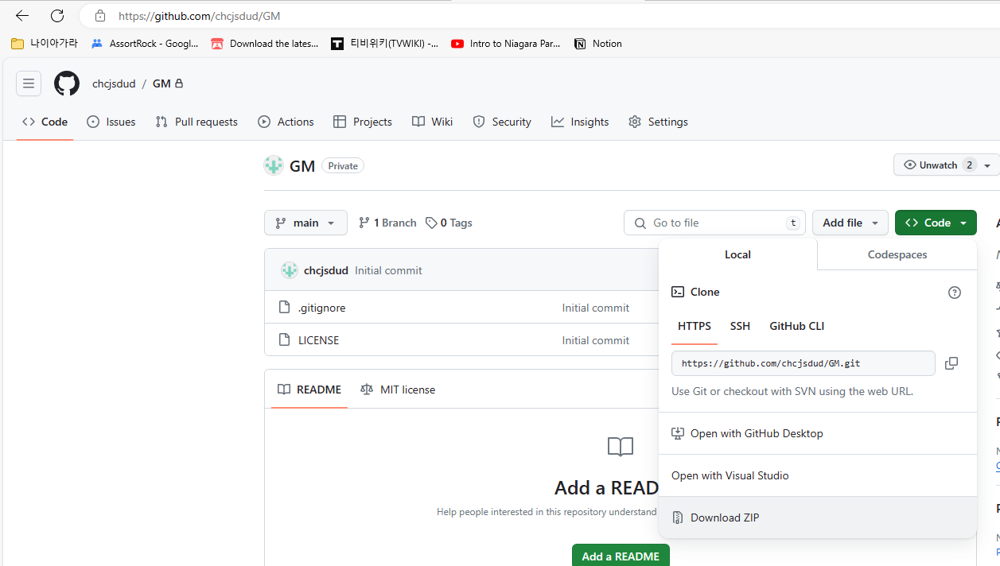 https://github.com/chcjsdud/GM
나이아가라 AssortRock - Googl... Download the lates... T 티비위키(TVWIKI) -... Intro to Niagara Par... Notion
chcjsdud / GM
Code Issues Pull requests Actions Projects Wiki Security Insights Settings
GM Private Unwatch 2
main 1 Branch 0 Tags Go to file t Add file Code
Local Codespaces
chcjsdud Initial commit
Clone
.gitignore Initial commit
HTTPS SSH GitHub CLI
LICENSE Initial commit
https://github.com/chcjsdud/GM.git
README MIT license
Use Git or checkout with SVN using the web URL.
Open with GitHub Desktop
Open with Visual Studio
Add a READ
Help people interested in this repository understand
Download ZIP
Add a README